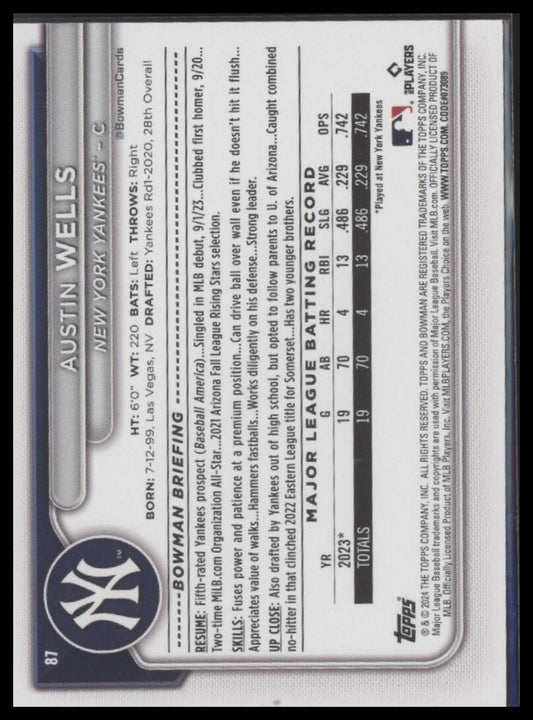 87
AUSTIN WELLS
NEW YORK YANKEES™ – C
@BowmanCards
HT: 6'0" WT: 220 BATS: Left THROWS: Right
BORN: 7-12-99, Las Vegas, NV DRAFTED: Yankees Rd1-2020, 28th Overall
BOWMAN BRIEFING
RESUME: Fifth-rated Yankees prospect (Baseball America)...Singled in MLB debut, 9/1/23...Clubbed first homer, 9/20...
Two-time MiLB.com Organization All-Star...2021 Arizona Fall League Rising Stars selection.
SKILLS: Fuses power and patience at a premium position...Can drive ball over wall even if he doesn't hit it flush...
Appreciates value of walks...Hammers fastballs...Works diligently on his defense...Strong leader.
UP CLOSE: Also drafted by Yankees out of high school, but opted to follow parents to U. of Arizona...Caught combined
no-hitter in that clinched 2022 Eastern League title for Somerset...Has two younger brothers.
MAJOR LEAGUE BATTING RECORD
YR G AB HR RBI SLG AVG OPS
2023* 19 70 4 13 .486 .229 .742
TOTALS 19 70 4 13 .486 .229 .742
*Played at New York Yankees
Topps
PLAYERS
® & © 2024 THE TOPPS COMPANY, INC. ALL RIGHTS RESERVED. TOPPS AND BOWMAN ARE REGISTERED TRADEMARKS OF THE TOPPS COMPANY, INC.
Major League Baseball trademarks and copyrights are used with permission of Major League Baseball. Visit MLB.com. OFFICIALLY LICENSED PRODUCT OF
MLB. Officially Licensed Product of MLB Players, Inc. Visit MLBPLAYERS.COM, the Players Choice on the web. WWW.TOPPS.COM. CODE#073089